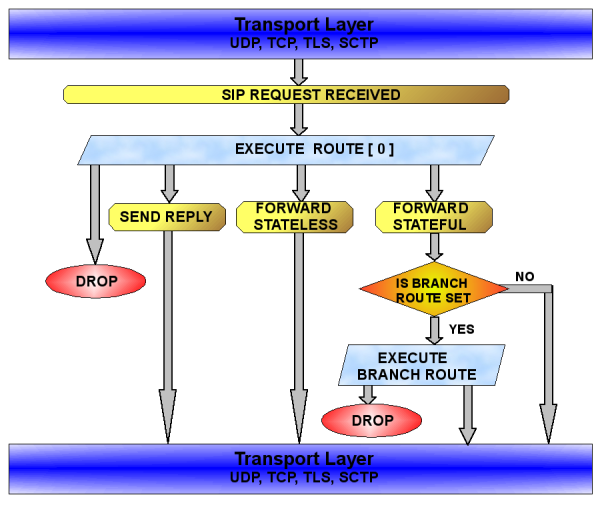 Transport Layer
UDP, TCP, TLS, SCTP
SIP REQUEST RECEIVED
EXECUTE ROUTE [ 0 ]
SEND REPLY
FORWARD
STATELESS
FORWARD
STATEFUL
DROP
IS BRANCH
ROUTE SET
NO
YES
EXECUTE
BRANCH ROUTE
DROP
Transport Layer
UDP, TCP, TLS, SCTP